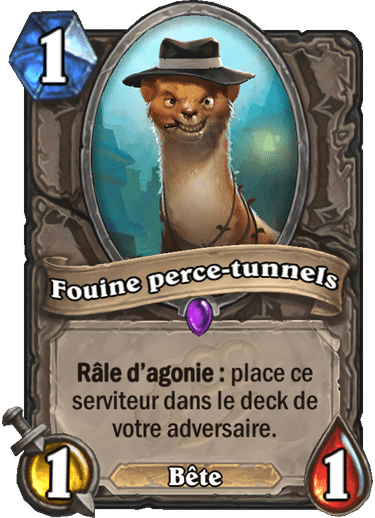 1
Fouine perce-tunnels
Râle d’agonie : place ce
serviteur dans le deck de
votre adversaire.
1
Bête
1